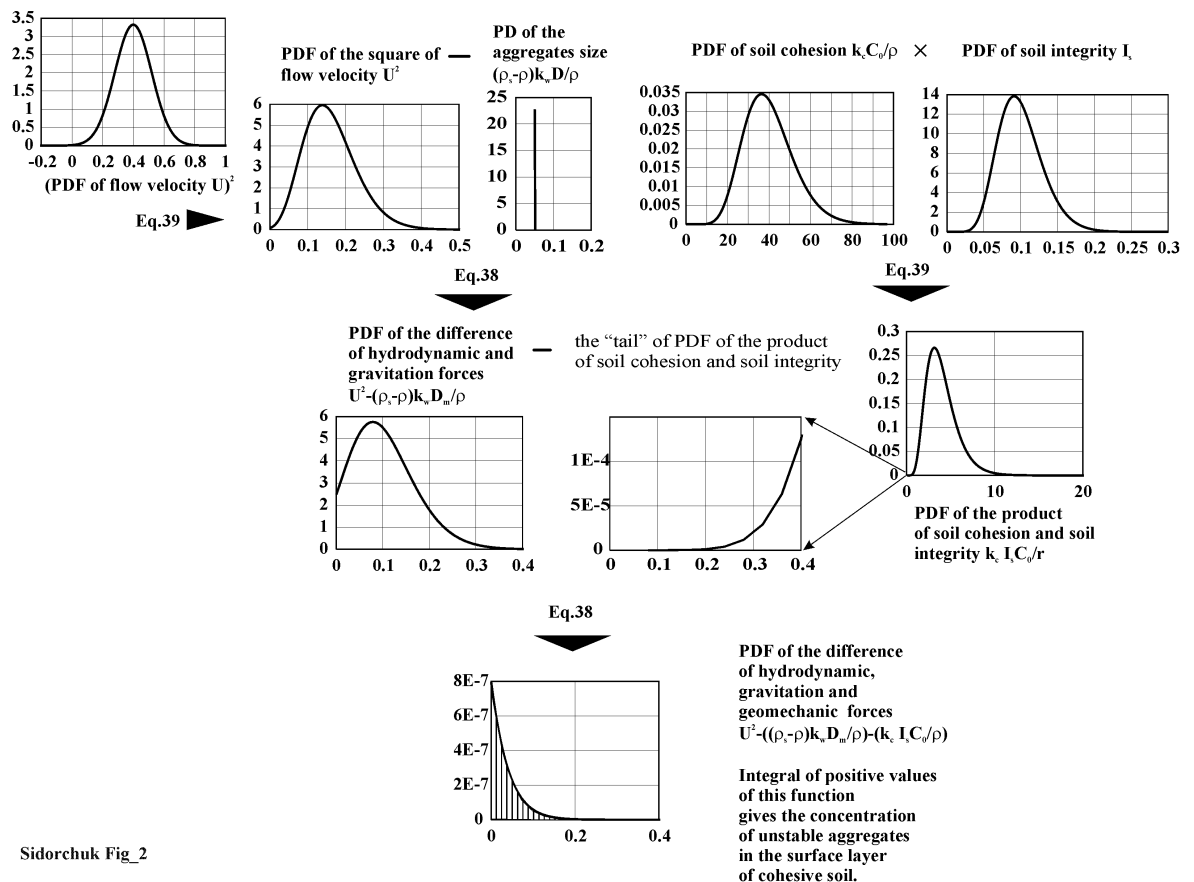 3.5
3
2.5
2
1.5
1
0.5
0
-0.2 0 0.2 0.4 0.6 0.8 1
(PDF of flow velocity U)²
Eq.39
PDF of the square of
flow velocity U²
—
6
5
4
3
2
1
0
0 0.1 0.2 0.3 0.4 0.5
PD of the
aggregates size
(ρs-ρ)kwD/ρ
25
20
15
10
5
0
0 0.1 0.2
Eq.38
PDF of soil cohesion kcC0/ρ × PDF of soil integrity Is
0.035
0.03
0.025
0.02
0.015
0.01
0.005
0
0 20 40 60 80 100
14
12
10
8
6
4
2
0
0 0.05 0.1 0.15 0.2 0.25 0.3
Eq.39
PDF of the difference
of hydrodynamic and
gravitation forces
U²-(ρs-ρ)kwDm/ρ
—
the “tail” of PDF of the product
of soil cohesion and soil integrity
6
5
4
3
2
1
0
0 0.1 0.2 0.3 0.4
1E-4
5E-5
0
0 0.1 0.2 0.3 0.4
0.3
0.25
0.2
0.15
0.1
0.05
0
0 10 20
PDF of the product
of soil cohesion and soil
integrity kc IsC0/r
Eq.38
8E-7
6E-7
4E-7
2E-7
0
0 0.2 0.4
PDF of the difference
of hydrodynamic,
gravitation and
geomechanic forces
U²-((ρs-ρ)kwDm/ρ)-(kc IsC0/ρ)
Integral of positive values
of this function
gives the concentration
of unstable aggregates
in the surface layer
of cohesive soil.
Sidorchuk Fig_2